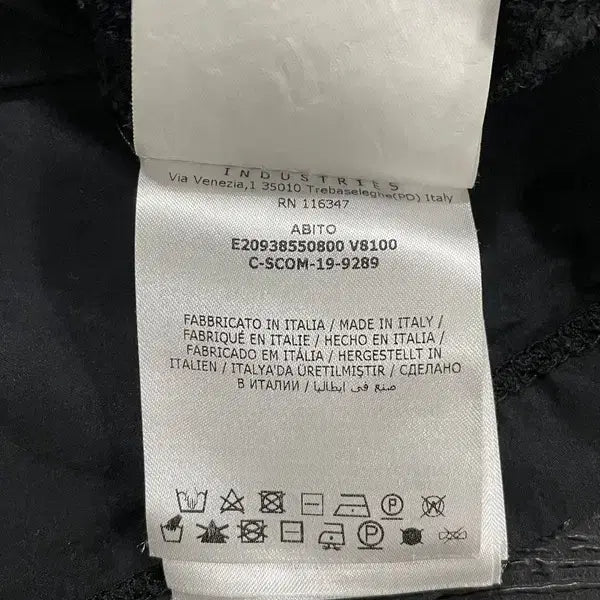 INDUSTRIES
Via Venezia,1 35010 Trebaseleghe(PD) Italy
RN 116347
ABITO
E20938550800 V8100
C-SCOM-19-9289
FABBRICATO IN ITALIA / MADE IN ITALY /
FABRIQUÉ EN ITALIE / HECHO EN ITALIA /
FABRICADO EM ITÁLIA / HERGESTELLT IN
ITALIEN / ITALYA'DA ÜRETILMIŞTIR / СДЕЛАНО
В ИТАЛИИ / صنع في ايطاليا
P W
P